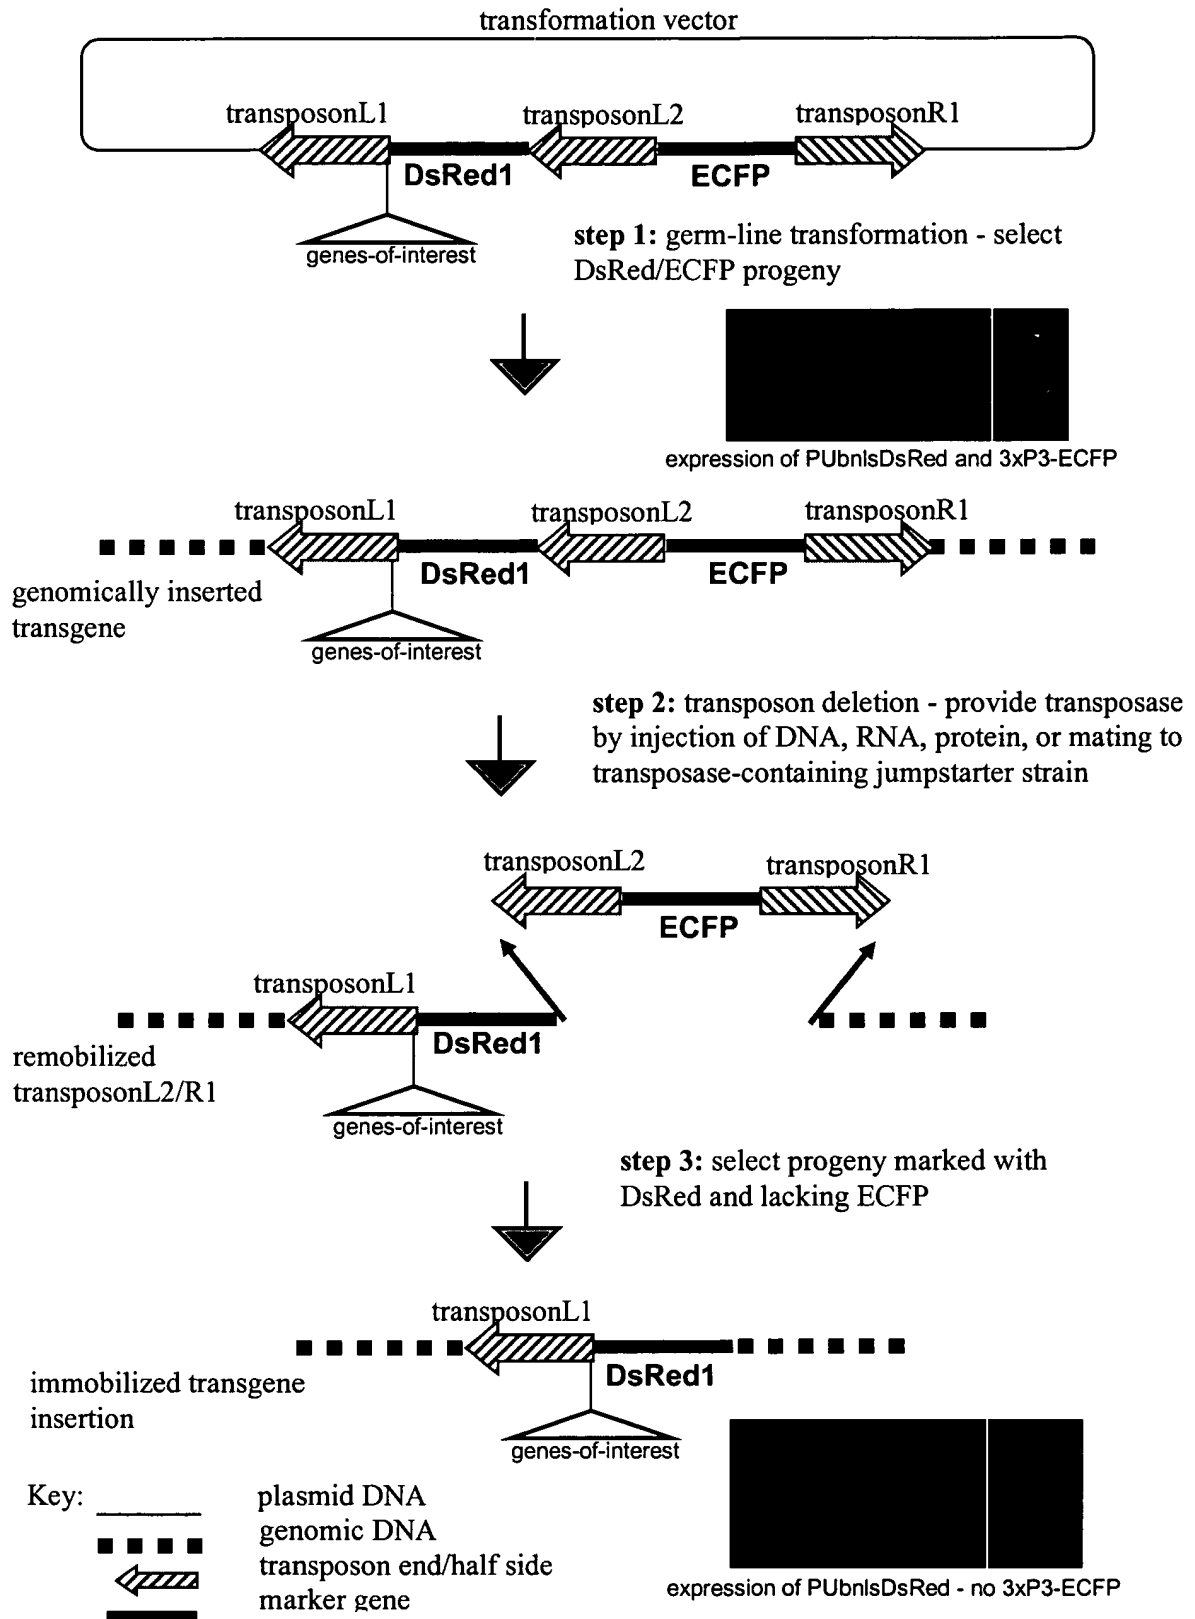 transformation vector
transposonL1
transposonL2
transposonR1
DsRed1
ECFP
genes-of-interest
step 1: germ-line transformation - select
DsRed/ECFP progeny
expression of PUbnlsDsRed and 3xP3-ECFP
transposonL1
transposonL2
transposonR1
DsRed1
ECFP
genomically inserted
transgene
genes-of-interest
step 2: transposon deletion - provide transposase
by injection of DNA, RNA, protein, or mating to
transposase-containing jumpstarter strain
transposonL2
transposonR1
ECFP
transposonL1
DsRed1
remobilized
transposonL2/R1
genes-of-interest
step 3: select progeny marked with
DsRed and lacking ECFP
transposonL1
DsRed1
immobilized transgene
insertion
genes-of-interest
Key:
plasmid DNA
genomic DNA
transposon end/half side
marker gene
expression of PUbnlsDsRed - no 3xP3-ECFP